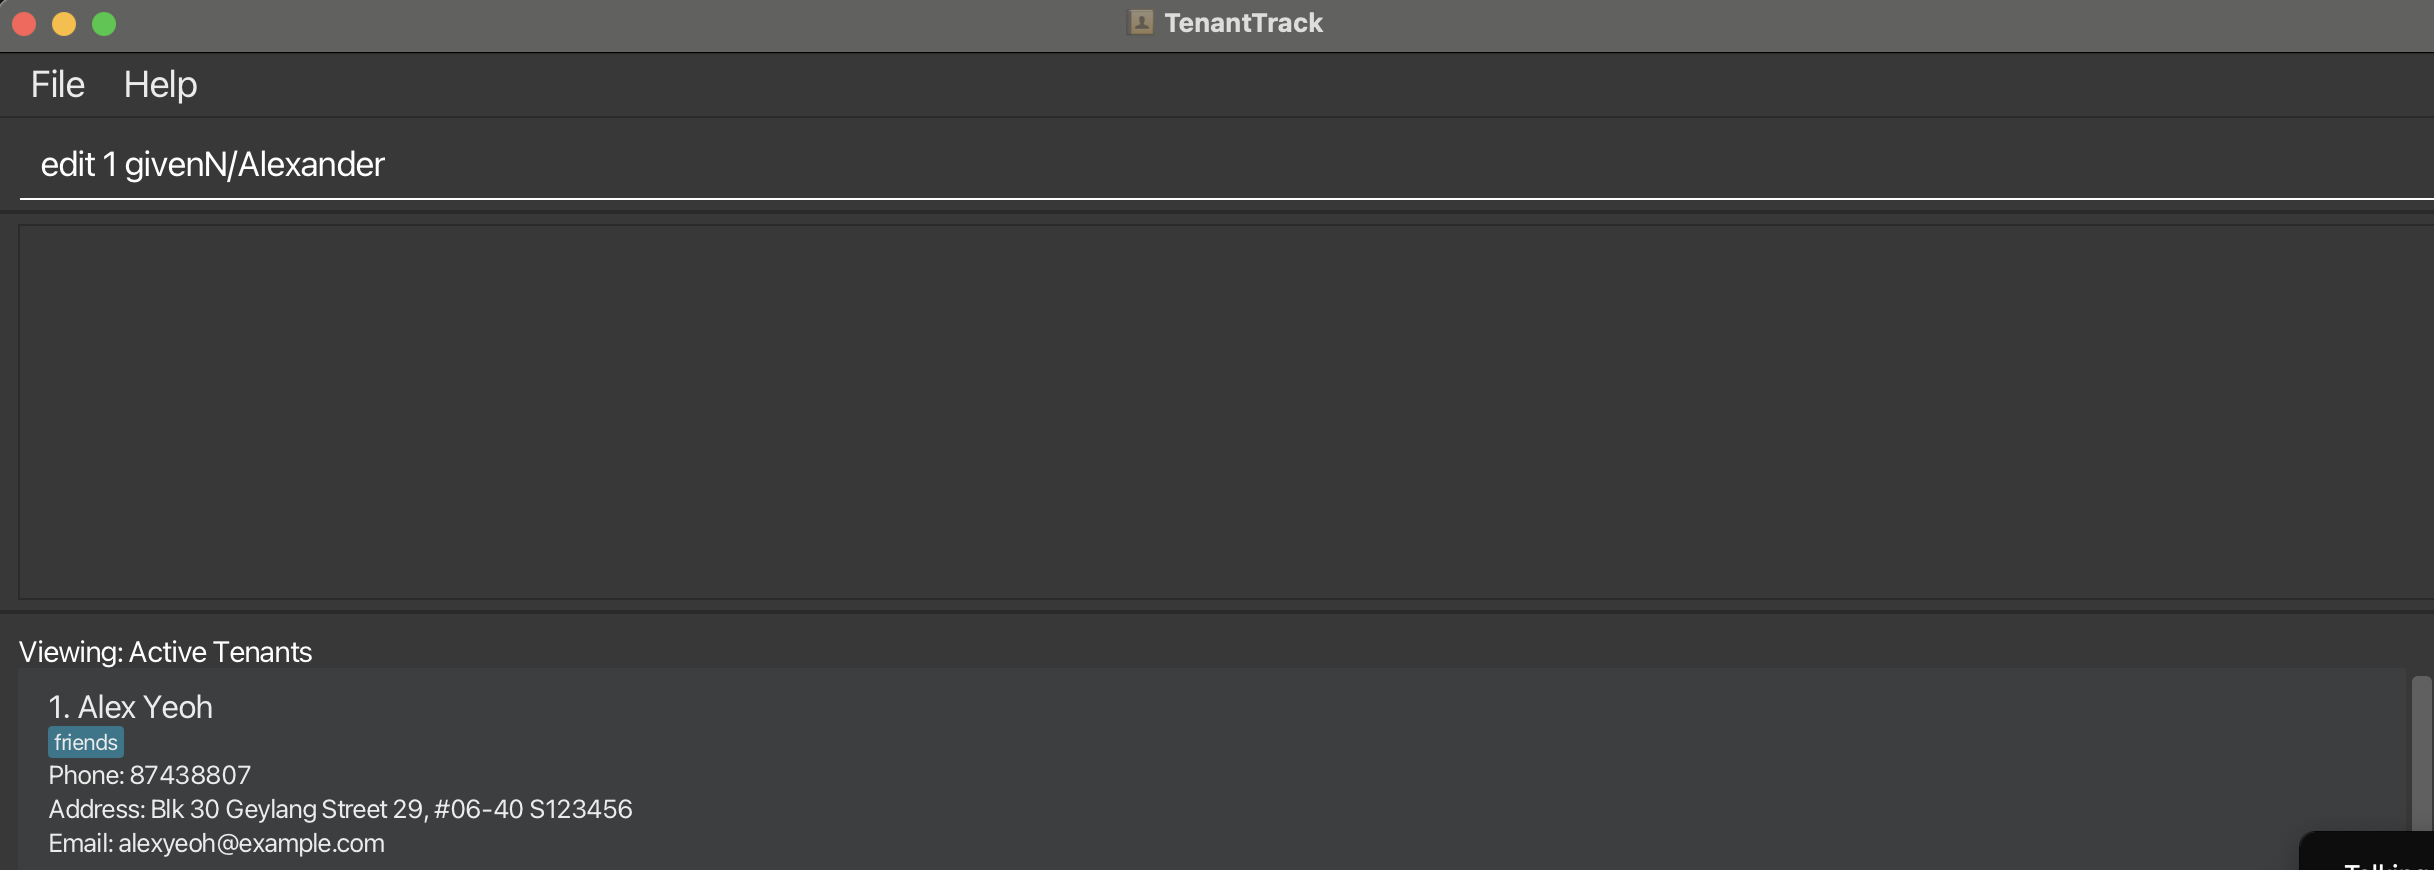 TenantTrack
File Help
edit 1 givenN/Alexander
Viewing: Active Tenants
1. Alex Yeoh
friends
Phone: 87438807
Address: Blk 30 Geylang Street 29, #06-40 S123456
Email: alexyeoh@example.com